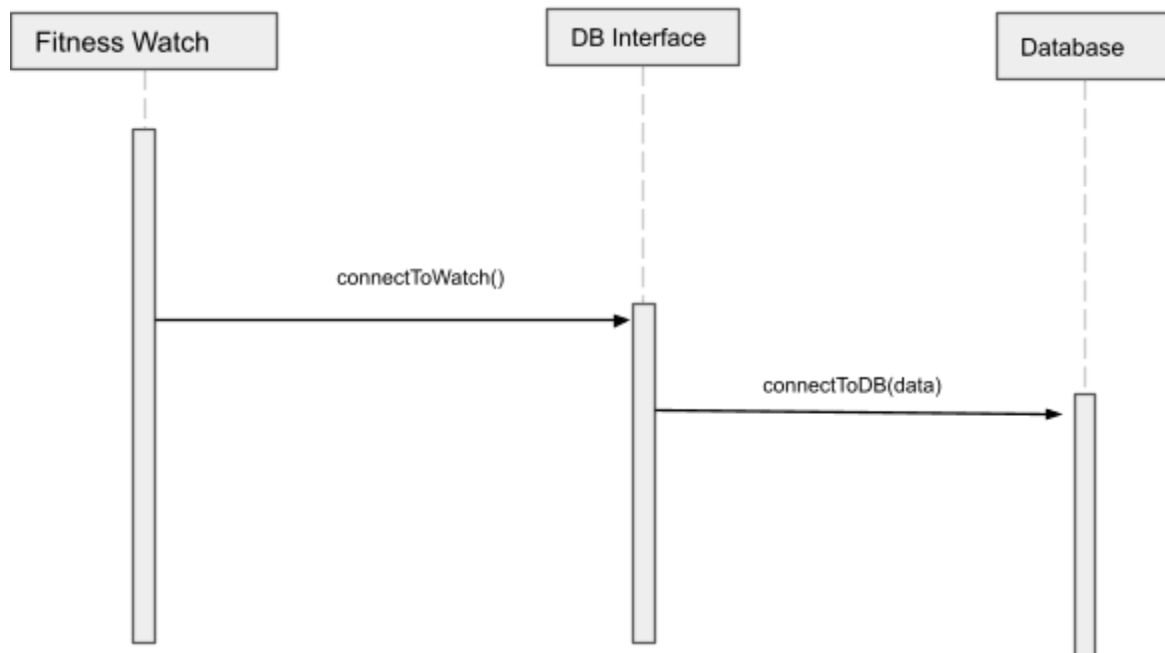 Fitness Watch
DB Interface
Database
connectToWatch()
connectToDB(data)